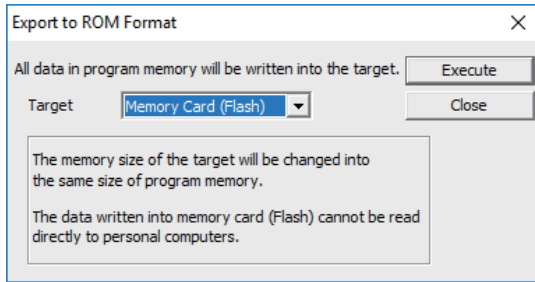 Export to ROM Format
All data in program memory will be written into the target.
Execute
Target
Memory Card (Flash)
Close
The memory size of the target will be changed into
the same size of program memory.
The data written into memory card (Flash) cannot be read
directly to personal computers.